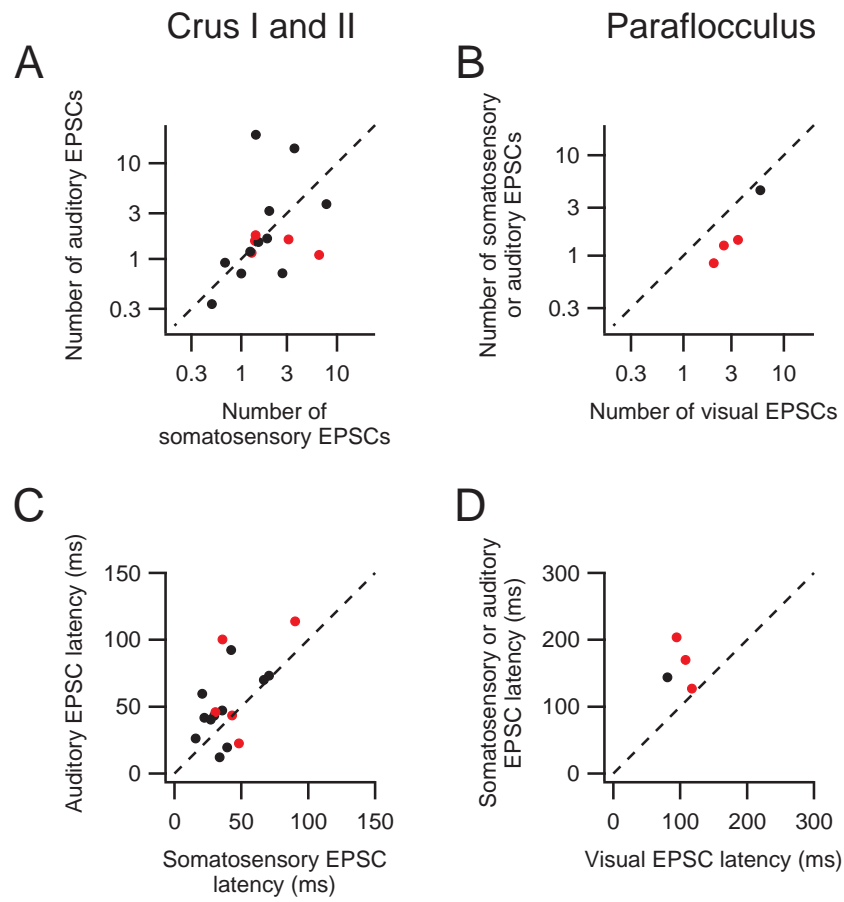 Crus I and II
Paraflocculus
A
Number of auditory EPSCs
10
3
1
0.3
0.3 1 3 10
Number of
somatosensory EPSCs
B
Number of somatosensory
or auditory EPSCs
10
3
1
0.3
0.3 1 3 10
Number of visual EPSCs
C
Auditory EPSC latency (ms)
150
100
50
0
0 50 100 150
Somatosensory EPSC
latency (ms)
D
Somatosensory or auditory
EPSC latency (ms)
300
200
100
0
0 100 200 300
Visual EPSC latency (ms)